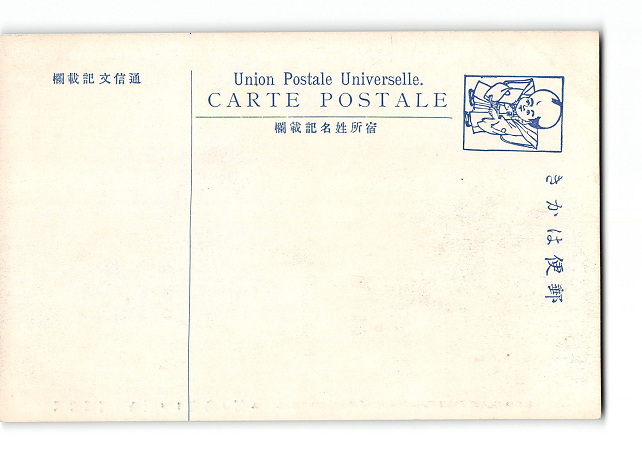 通信文記載欄
Union Postale Universelle.
CARTE POSTALE
宿所姓名記載欄
郵便はかき